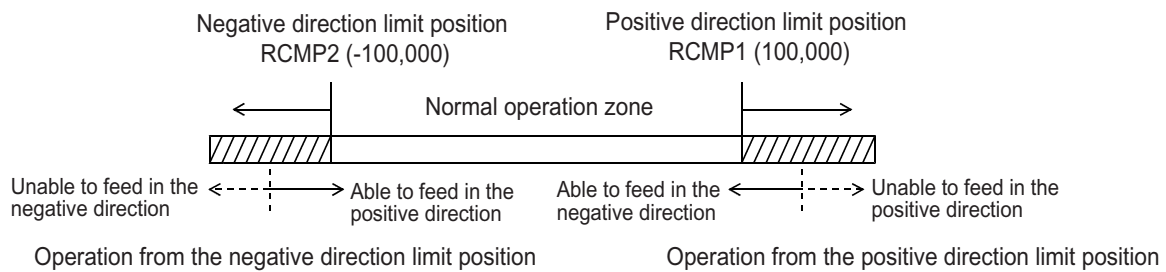 Negative direction limit position
RCMP2 (-100,000)
Positive direction limit position
RCMP1 (100,000)
Normal operation zone
Unable to feed in the
negative direction
Able to feed in the
positive direction
Able to feed in the
negative direction
Unable to feed in the
positive direction
Operation from the negative direction limit position
Operation from the positive direction limit position